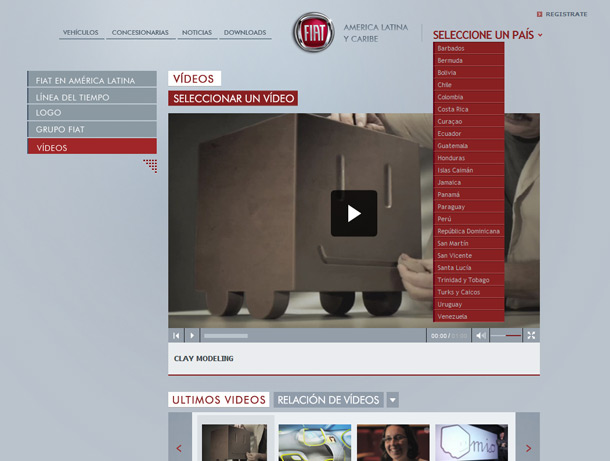 REGISTRATE
VEHÍCULOS
CONCESIONARIAS
NOTICIAS
DOWNLOADS
FIAT
AMERICA LATINA
Y CARIBE
SELECCIONE UN PAÍS
Barbados
Bermuda
Bolivia
Chile
Colombia
Costa Rica
Curaçao
Ecuador
Guatemala
Honduras
Islas Caimán
Jamaica
Panamá
Paraguay
Perú
República Dominicana
San Martín
San Vicente
Santa Lucía
Trinidad y Tobago
Turks y Caicos
Uruguay
Venezuela
FIAT EN AMÉRICA LATINA
LÍNEA DEL TIEMPO
LOGO
GRUPO FIAT
VÍDEOS
VÍDEOS
SELECCIONAR UN VÍDEO
00:00 /
CLAY MODELING
ULTIMOS VIDEOS
RELACIÓN DE VÍDEOS
mio